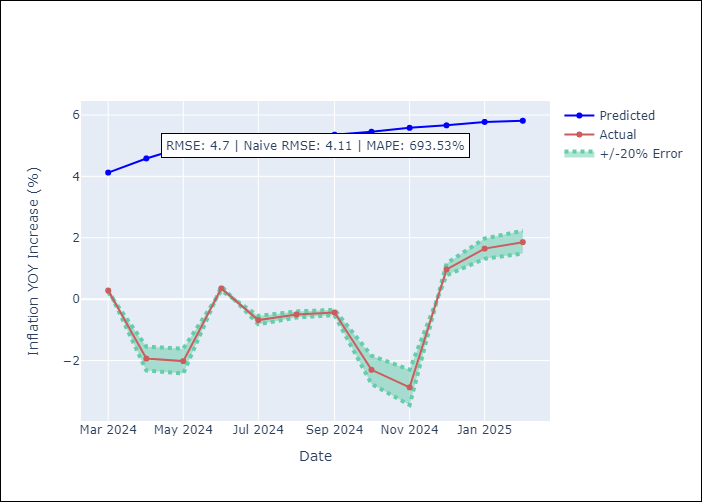 6
4
2
0
−2
Inflation YOY Increase (%)
RMSE: 4.7 | Naive RMSE: 4.11 | MAPE: 693.53%
Predicted
Actual
+/-20% Error
Mar 2024
May 2024
Jul 2024
Sep 2024
Nov 2024
Jan 2025
Date